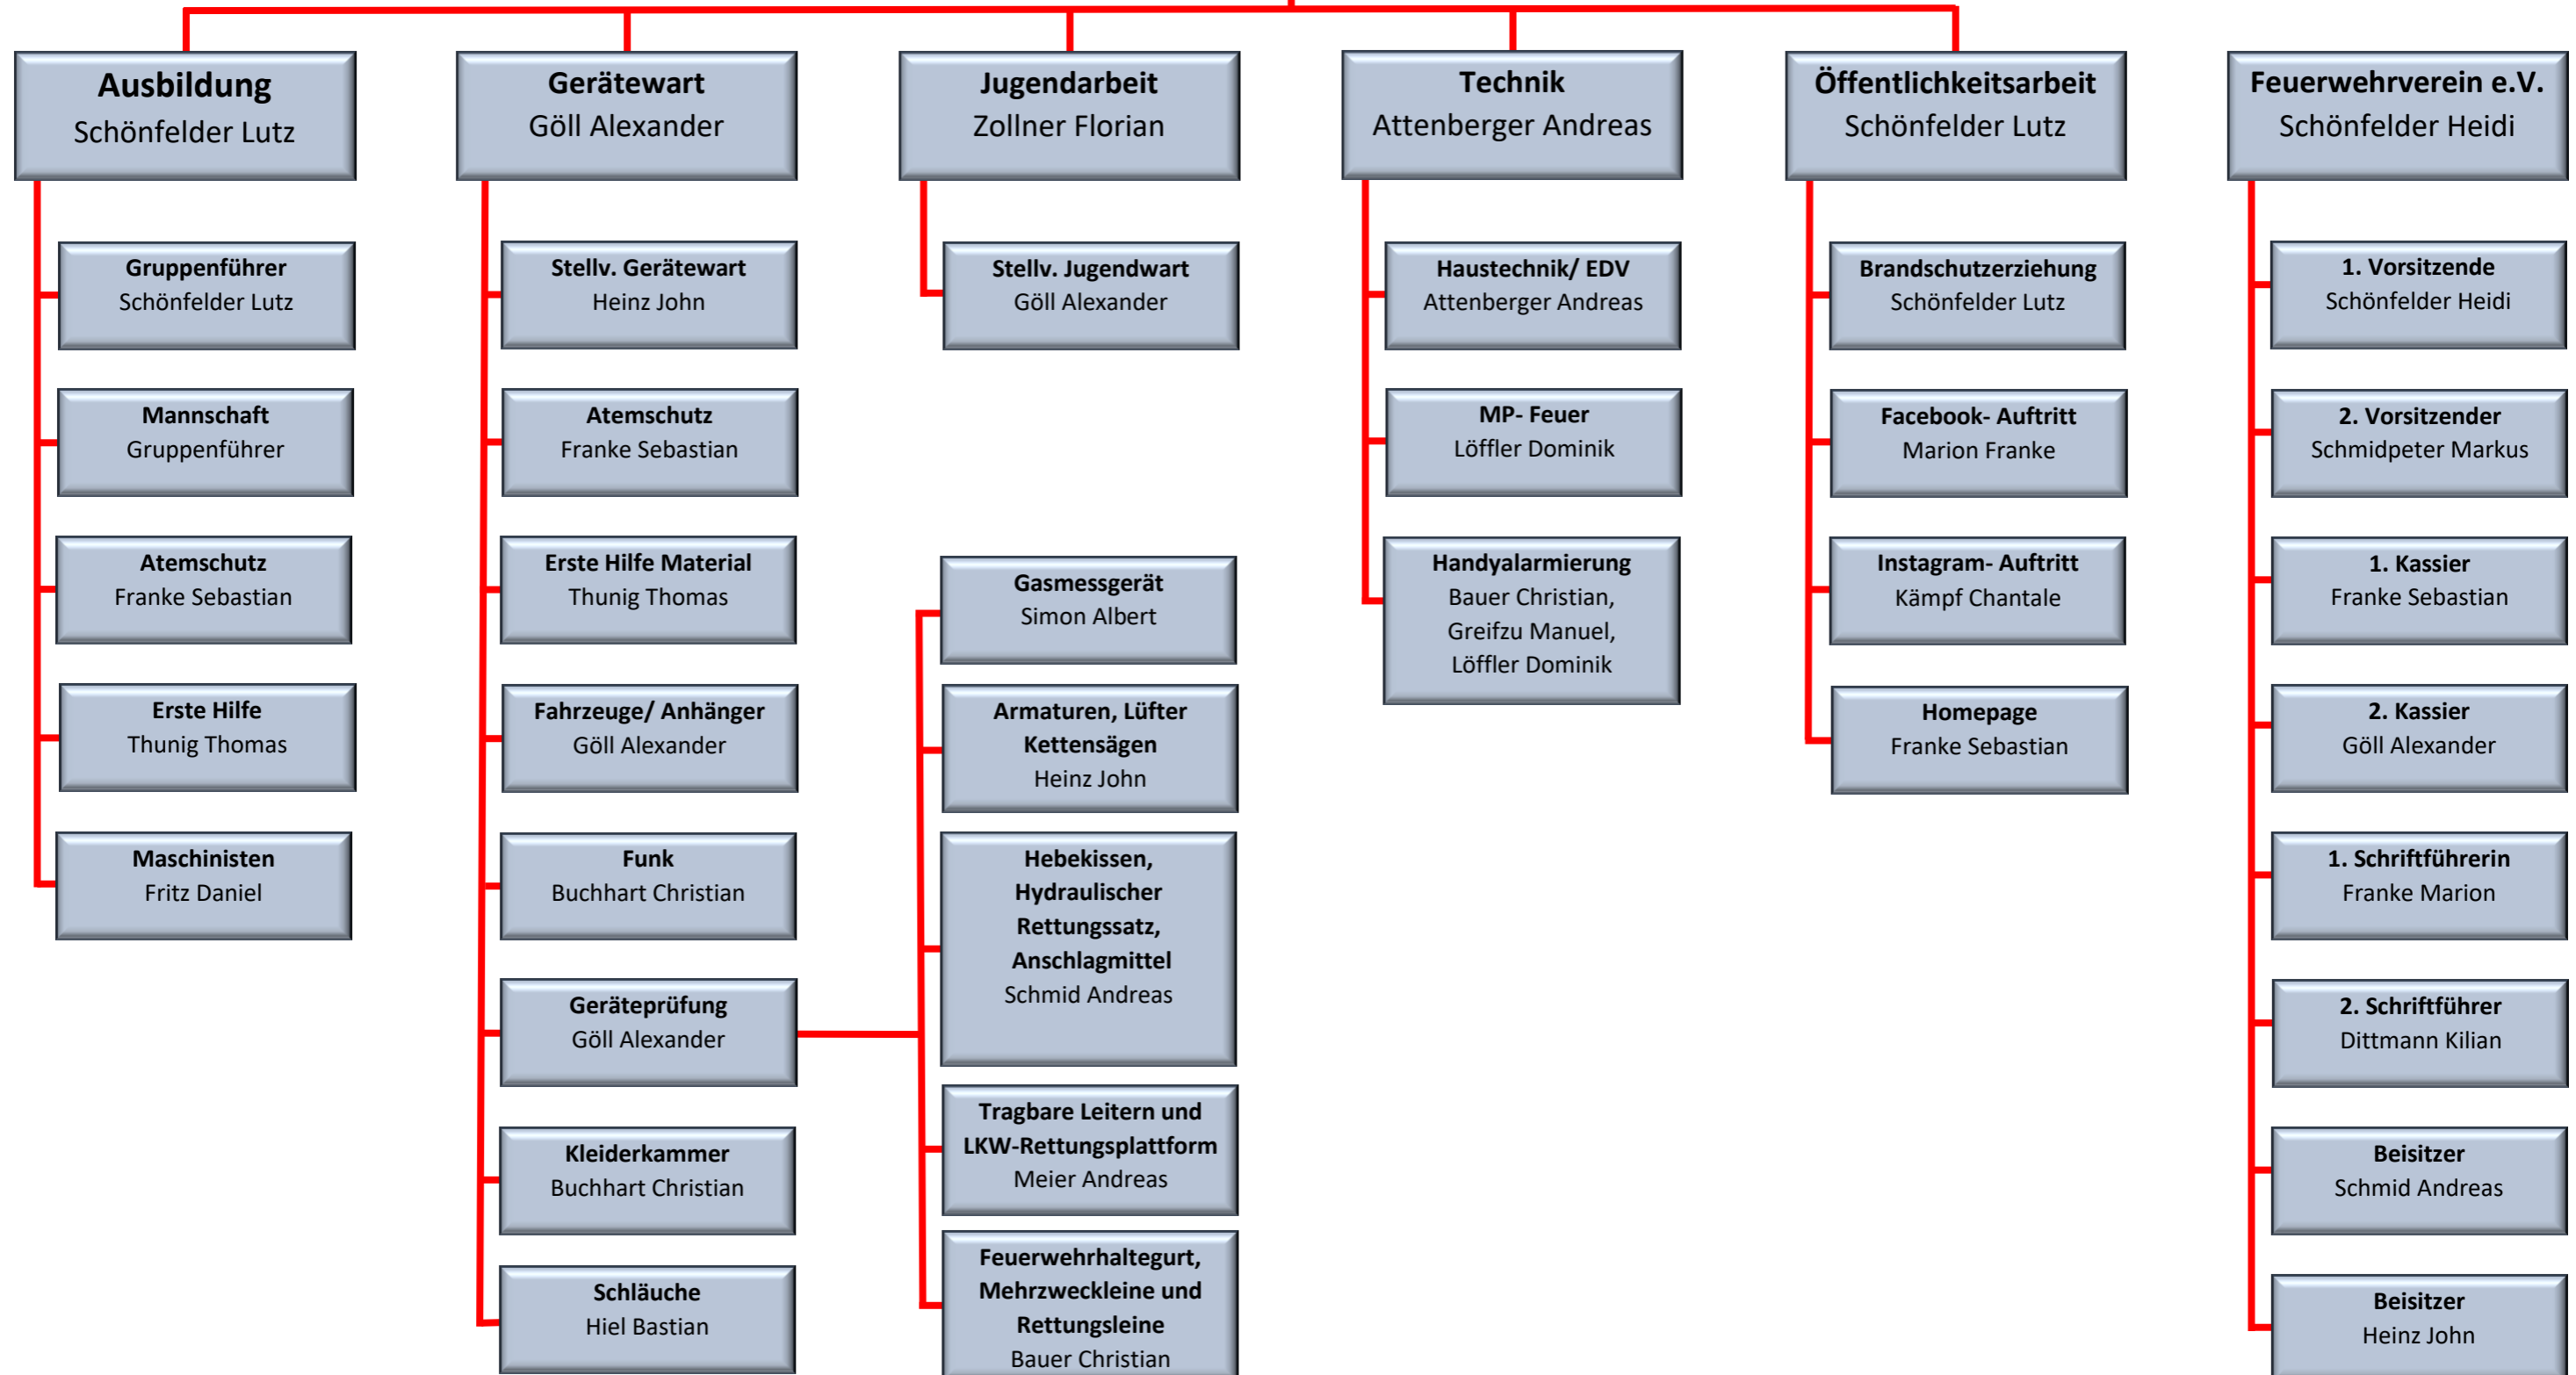 Ausbildung
Schönfelder Lutz
Gruppenführer
Schönfelder Lutz
Mannschaft
Gruppenführer
Atemschutz
Franke Sebastian
Erste Hilfe
Thunig Thomas
Maschinisten
Fritz Daniel
Gerätewart
Göll Alexander
Stellv. Gerätewart
Heinz John
Atemschutz
Franke Sebastian
Erste Hilfe Material
Thunig Thomas
Fahrzeuge/ Anhänger
Göll Alexander
Funk
Buchhart Christian
Geräteprüfung
Göll Alexander
Kleiderkammer
Buchhart Christian
Schläuche
Hiel Bastian
Gasmessgerät
Simon Albert
Armaturen, Lüfter
Kettensägen
Heinz John
Hebekissen,
Hydraulischer
Rettungssatz,
Anschlagmittel
Schmid Andreas
Tragbare Leitern und
LKW-Rettungsplattform
Meier Andreas
Feuerwehrhaltegurt,
Mehrzweckleine und
Rettungsleine
Bauer Christian
Jugendarbeit
Zollner Florian
Stellv. Jugendwart
Göll Alexander
Technik
Attenberger Andreas
Haustechnik/ EDV
Attenberger Andreas
MP- Feuer
Löffler Dominik
Handyalarmierung
Bauer Christian,
Greifzu Manuel,
Löffler Dominik
Öffentlichkeitsarbeit
Schönfelder Lutz
Brandschutzerziehung
Schönfelder Lutz
Facebook- Auftritt
Marion Franke
Instagram- Auftritt
Kämpf Chantale
Homepage
Franke Sebastian
Feuerwehrverein e.V.
Schönfelder Heidi
1. Vorsitzende
Schönfelder Heidi
2. Vorsitzender
Schmidpeter Markus
1. Kassier
Franke Sebastian
2. Kassier
Göll Alexander
1. Schriftführerin
Franke Marion
2. Schriftführer
Dittmann Kilian
Beisitzer
Schmid Andreas
Beisitzer
Heinz John